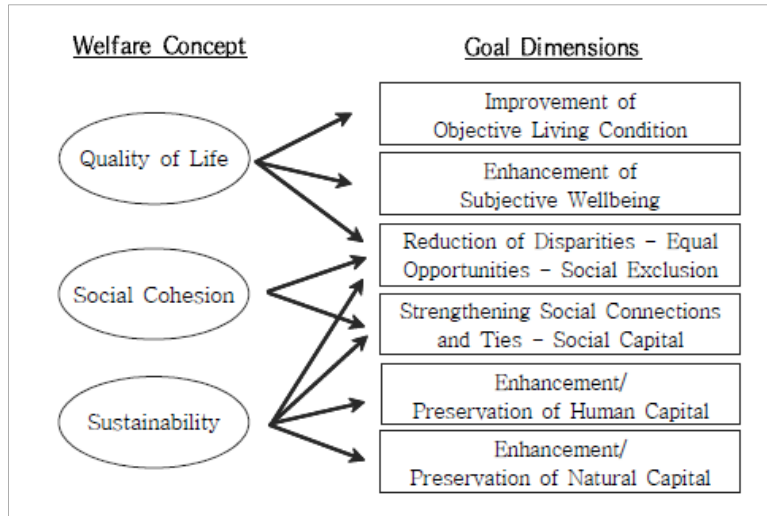 Welfare Concept
Goal Dimensions
Quality of Life
Social Cohesion
Sustainability
Improvement of
Objective Living Condition
Enhancement of
Subjective Wellbeing
Reduction of Disparities – Equal
Opportunities – Social Exclusion
Strengthening Social Connections
and Ties – Social Capital
Enhancement/
Preservation of Human Capital
Enhancement/
Preservation of Natural Capital